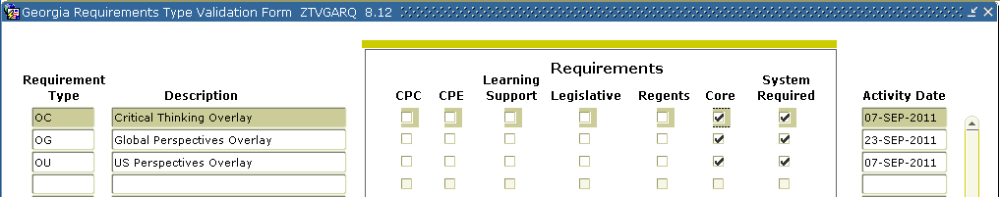 Georgia Requirements Type Validation Form ZTVGARQ 8.12
Requirements
Requirement Type Description CPC CPE Learning Support Legislative Regents Core System Required Activity Date
OC Critical Thinking Overlay 07-SEP-2011
OG Global Perspectives Overlay 23-SEP-2011
OU US Perspectives Overlay 07-SEP-2011